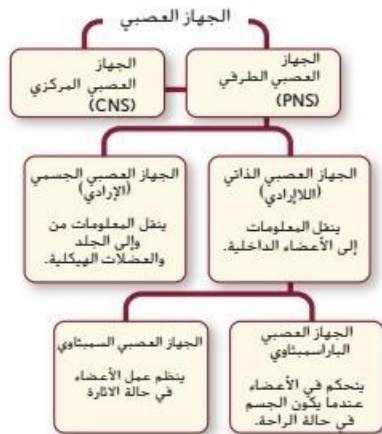 الجهاز العصبي
الجهاز
العصبي الطرفي
(PNS)
الجهاز
العصبي المركزي
(CNS)
الجهاز العصبي الذاتي
(اللاإرادي)
ينقل المعلومات
إلى الأعضاء الداخلية.
الجهاز العصبي الجسمي
(الإرادي)
ينقل المعلومات من
وإلى الجلد
والعضلات الهيكلية.
الجهاز العصبي
الباراسمبثاوي
يتحكم في الأعضاء
عندما يكون الجسم
في حالة الراحة.
الجهاز العصبي السمبثاوي
ينظم عمل الأعضاء
في حالة الاثارة